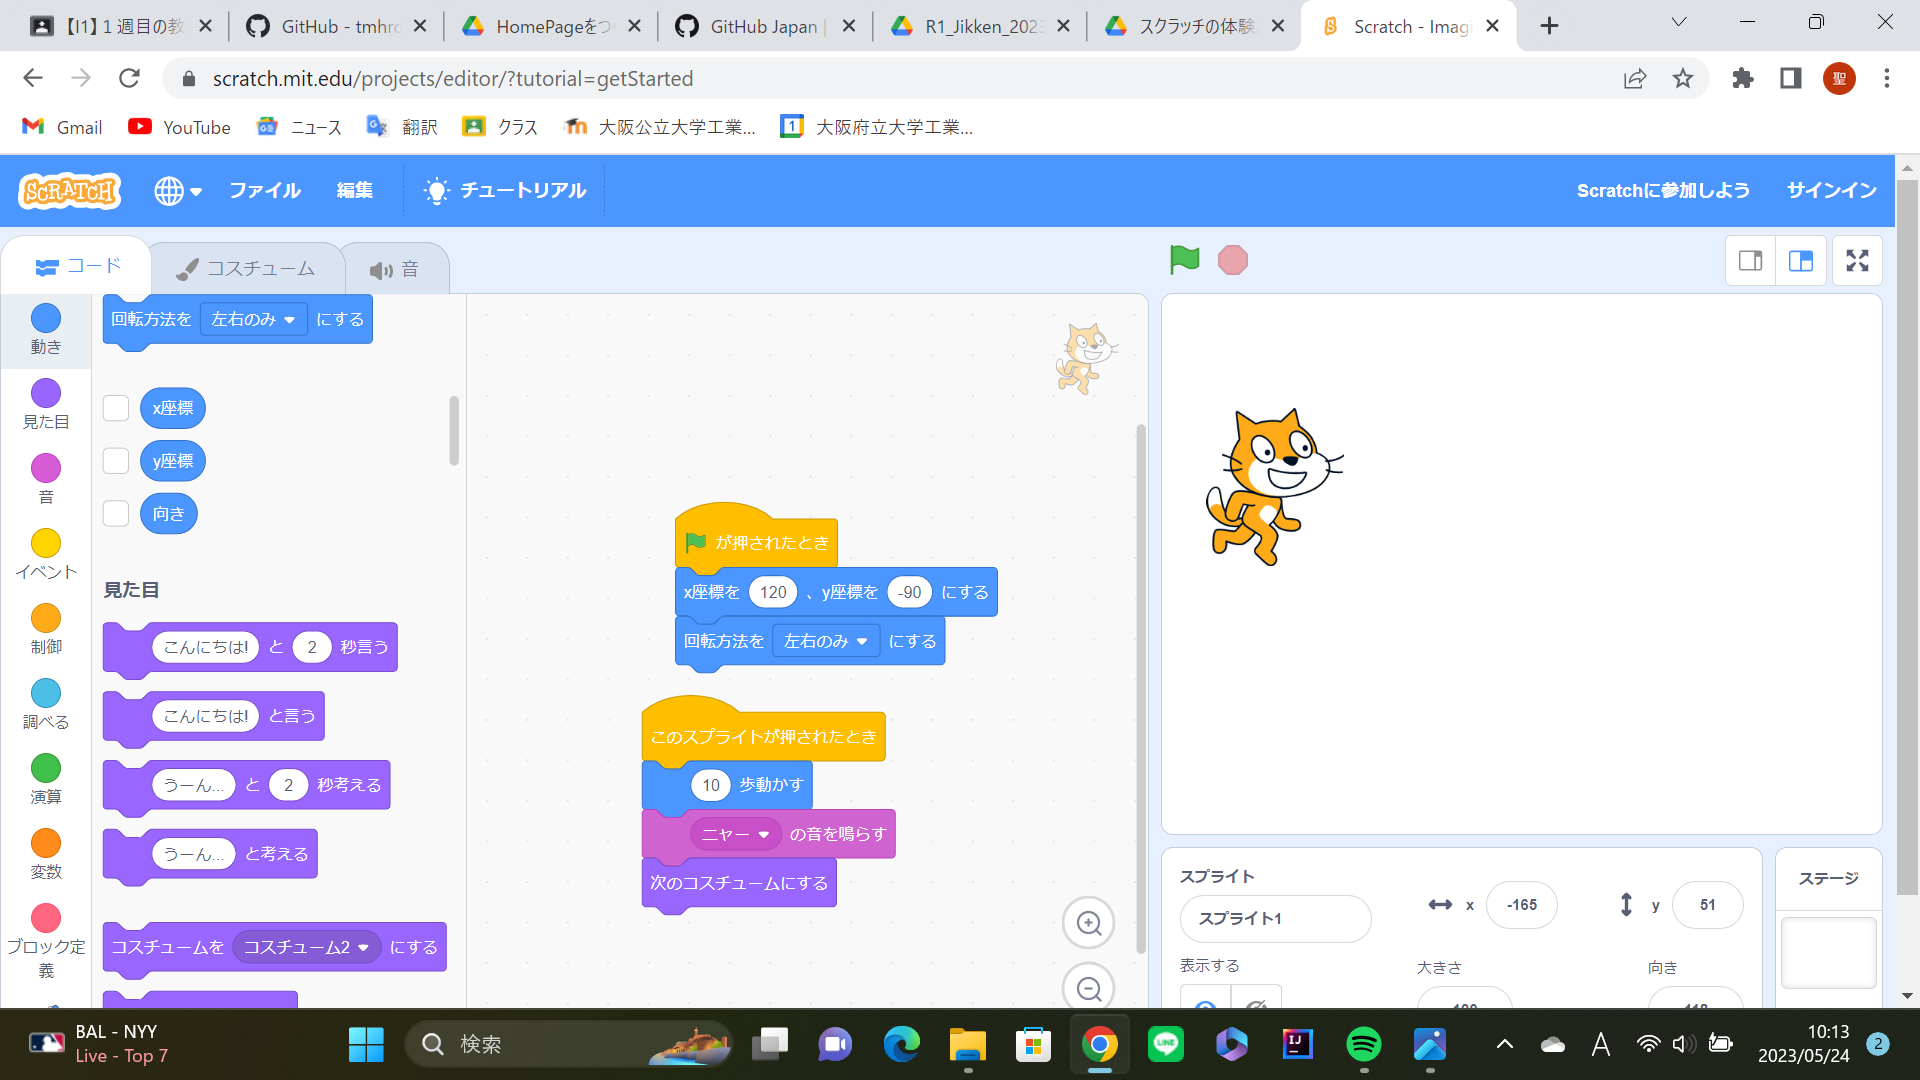 【I1】1 週目の教
GitHub - tmhro
HomePageをつ
GitHub Japan |
R1_Jikken_2023
スクラッチの体験
Scratch - Imag
scratch.mit.edu/projects/editor/?tutorial=getStarted
聖
Gmail
YouTube
ニュース
翻訳
クラス
大阪公立大学工業...
1
大阪府立大学工業...
SCRATCH
ファイル
編集
チュートリアル
Scratchに参加しよう
サインイン
コード
コスチューム
音
動き
見た目
音
イベント
制御
調べる
演算
変数
ブロック定
義
回転方法を 左右のみ にする
x座標
y座標
向き
見た目
こんにちは! と 2 秒言う
こんにちは! と言う
うーん... と 2 秒考える
うーん... と考える
コスチュームを コスチューム2 にする
が押されたとき
x座標を 120 、y座標を -90 にする
回転方法を 左右のみ にする
このスプライトが押されたとき
10 歩動かす
ニャー の音を鳴らす
次のコスチュームにする
スプライト
スプライト1
x -165
y 51
表示する
大きさ
向き
ステージ
BAL - NYY
Live - Top 7
検索
LINE
IJ
A
10:13
2023/05/24
2